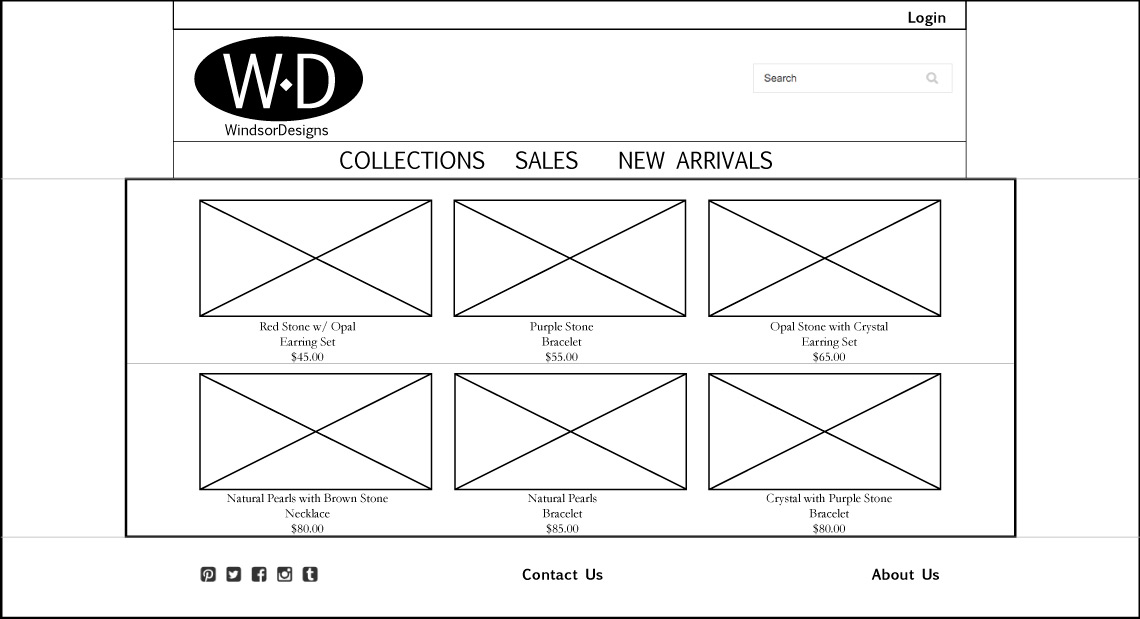 Login
W◆D
WindsorDesigns
Search
COLLECTIONS SALES NEW ARRIVALS
Red Stone w/ Opal
Earring Set
$45.00
Purple Stone
Bracelet
$55.00
Opal Stone with Crystal
Earring Set
$65.00
Natural Pearls with Brown Stone
Necklace
$80.00
Natural Pearls
Bracelet
$85.00
Crystal with Purple Stone
Bracelet
$80.00
Contact Us
About Us